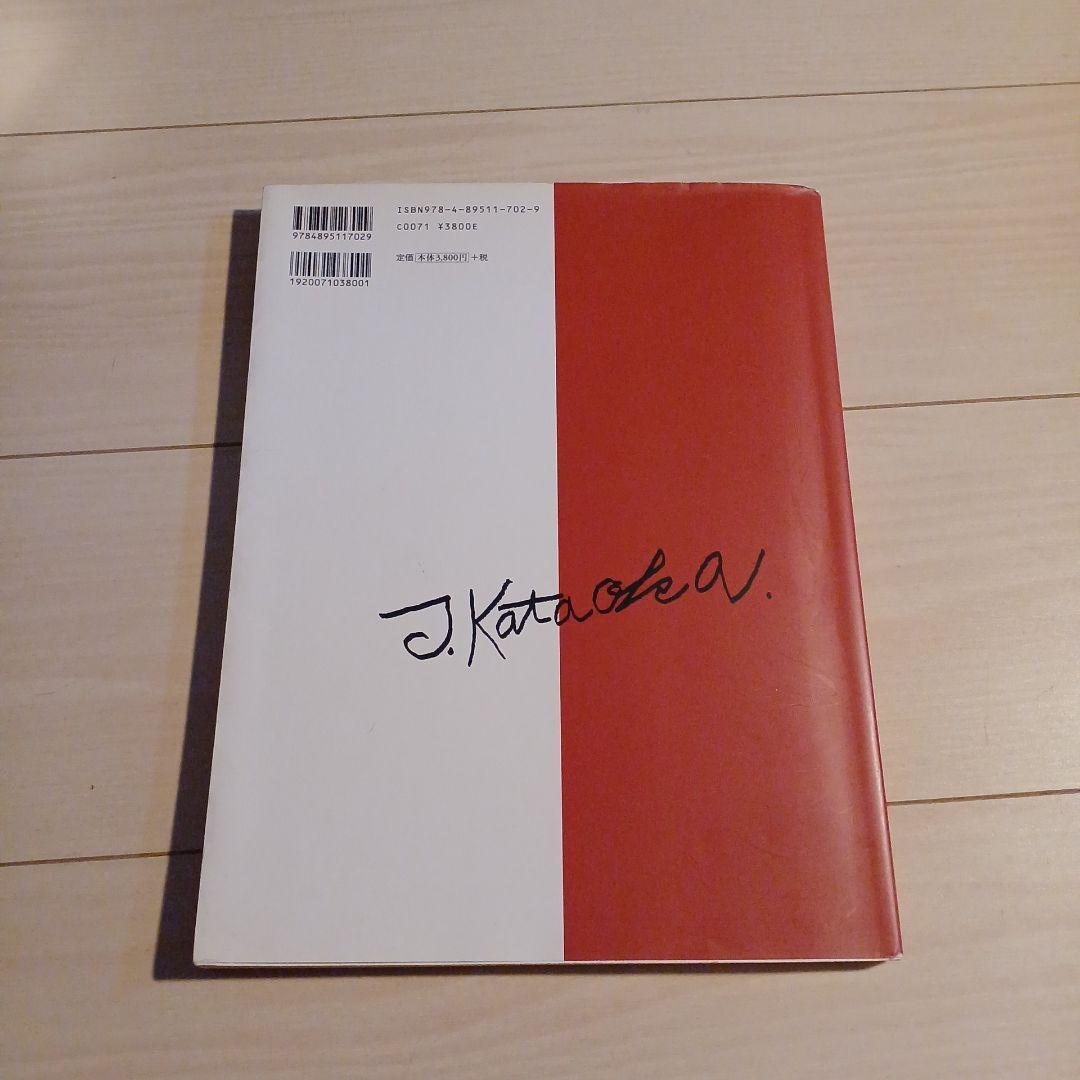 ISBN978-4-89511-702-9
9784895117029
C0071 ¥3800E
定価 本体3,800円 +税
1920071038001
J.Kataoka.